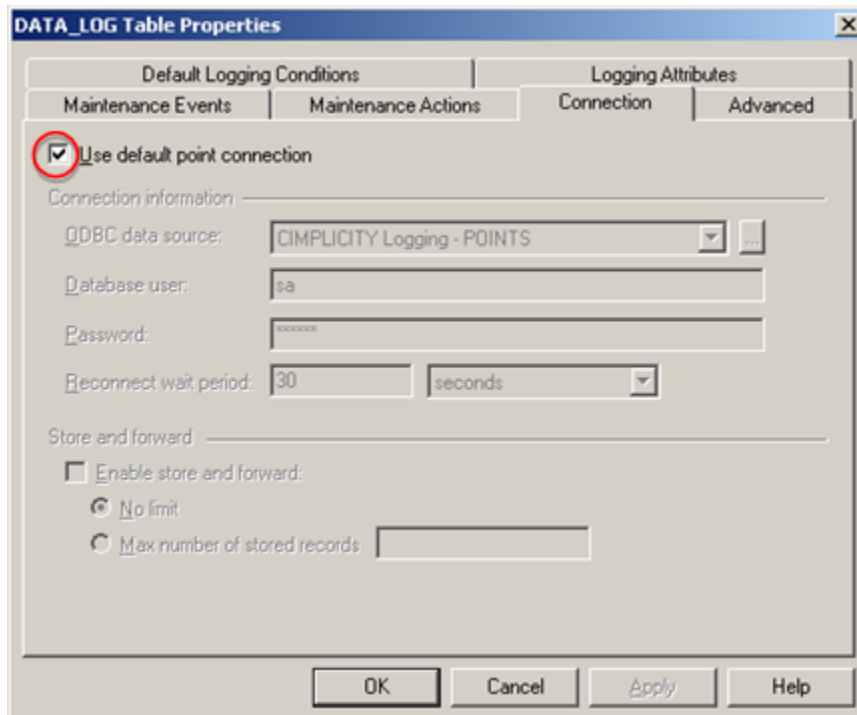 DATA_LOG Table Properties
Default Logging Conditions Logging Attributes
Maintenance Events Maintenance Actions Connection Advanced
Use default point connection
Connection information
ODBC data source: CIMPLICITY Logging - POINTS ...
Database user: sa
Password: ******
Reconnect wait period: 30 seconds
Store and forward
Enable store and forward:
No limit
Max number of stored records
OK Cancel Apply Help